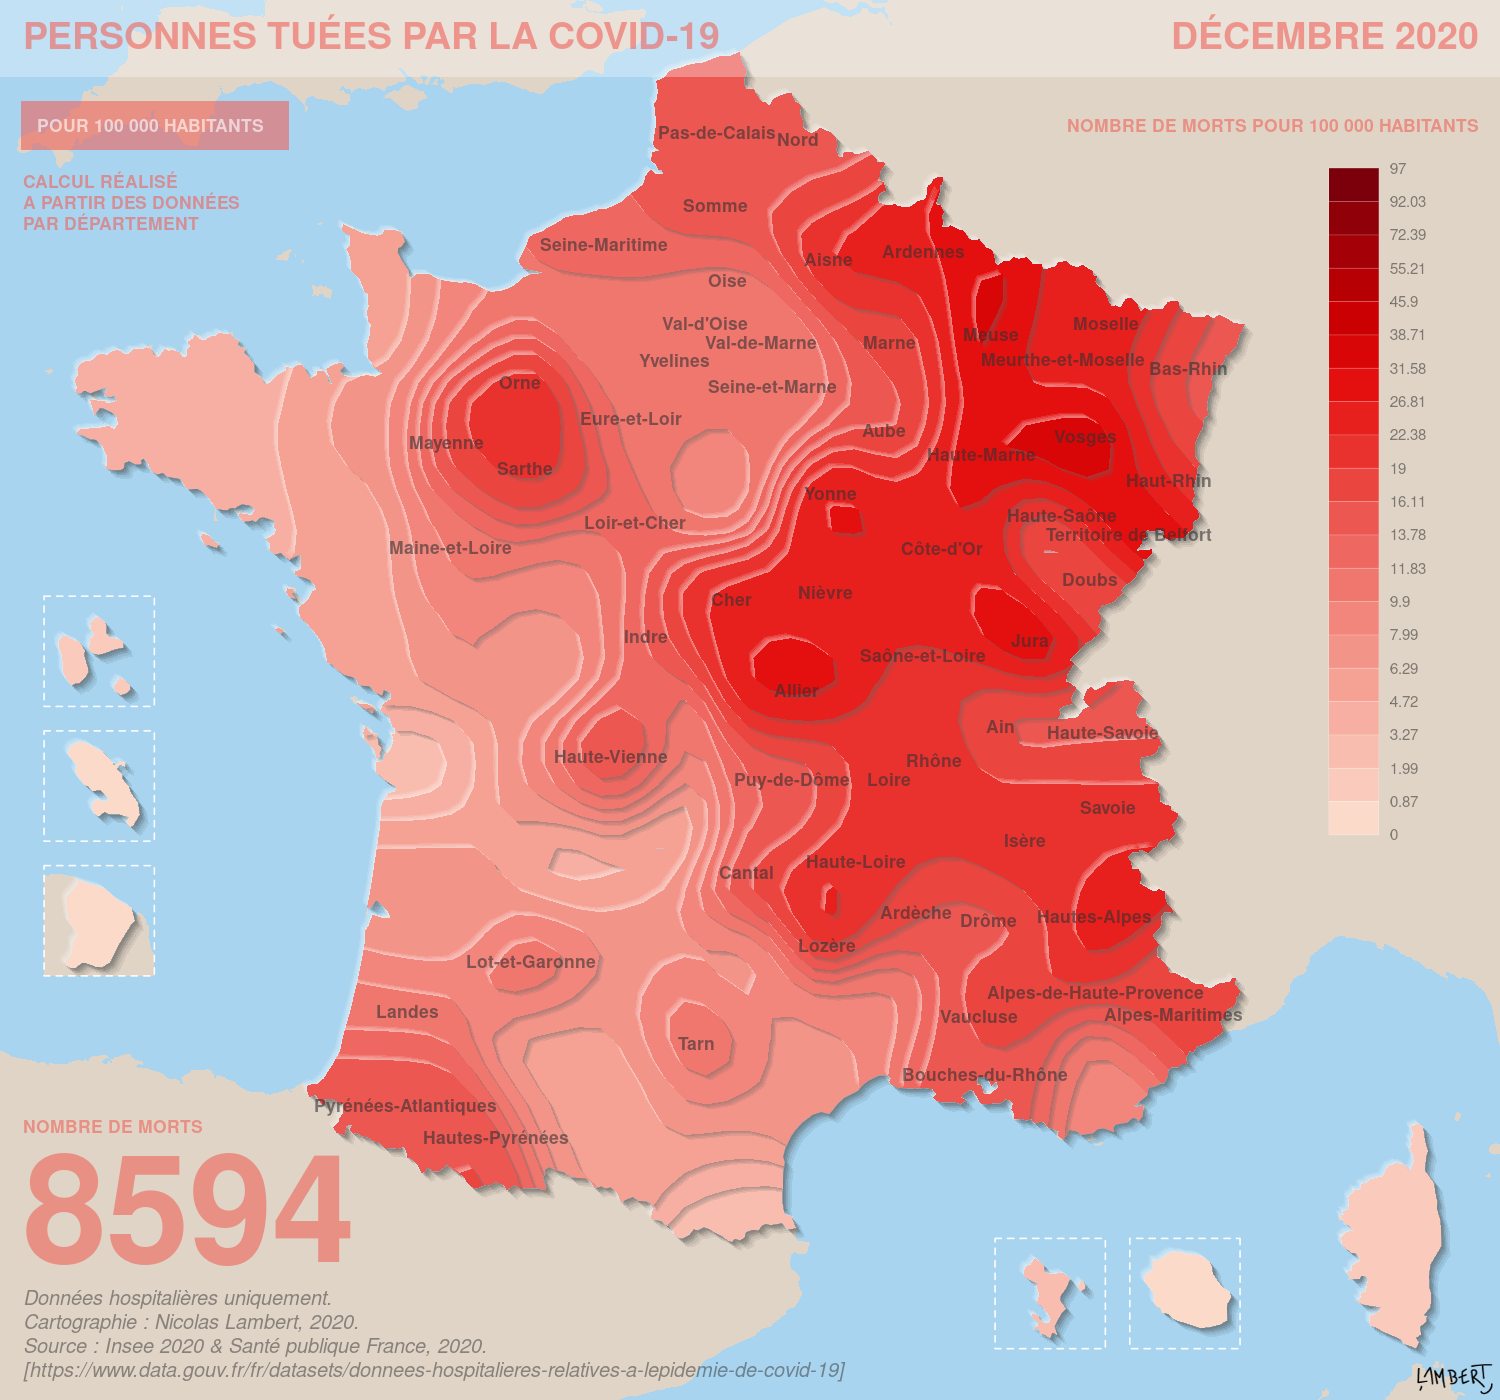 PERSONNES TUÉES PAR LA COVID-19
DÉCEMBRE 2020
POUR 100 000 HABITANTS
CALCUL RÉALISÉ
A PARTIR DES DONNÉES
PAR DÉPARTEMENT
NOMBRE DE MORTS POUR 100 000 HABITANTS
97
92.03
72.39
55.21
45.9
38.71
31.58
26.81
22.38
19
16.11
13.78
11.83
9.9
7.99
6.29
4.72
3.27
1.99
0.87
0
Pas-de-Calais
Nord
Somme
Seine-Maritime
Aisne
Ardennes
Oise
Val-d'Oise
Val-de-Marne
Yvelines
Seine-et-Marne
Marne
Meuse
Moselle
Meurthe-et-Moselle
Bas-Rhin
Orne
Eure-et-Loir
Mayenne
Sarthe
Aube
Haute-Marne
Vosges
Haut-Rhin
Yonne
Loir-et-Cher
Haute-Saône
Territoire de Belfort
Maine-et-Loire
Côte-d'Or
Doubs
Cher
Nièvre
Indre
Jura
Saône-et-Loire
Allier
Ain
Haute-Savoie
Haute-Vienne
Rhône
Puy-de-Dôme
Loire
Savoie
Isère
Haute-Loire
Cantal
Ardèche
Drôme
Hautes-Alpes
Lozère
Lot-et-Garonne
Alpes-de-Haute-Provence
Landes
Vaucluse
Alpes-Maritimes
Tarn
Bouches-du-Rhône
Pyrénées-Atlantiques
Hautes-Pyrénées
NOMBRE DE MORTS
8594
Données hospitalières uniquement.
Cartographie : Nicolas Lambert, 2020.
Source : Insee 2020 & Santé publique France, 2020.
[https://www.data.gouv.fr/fr/datasets/donnees-hospitalieres-relatives-a-lepidemie-de-covid-19]
LAMBERT